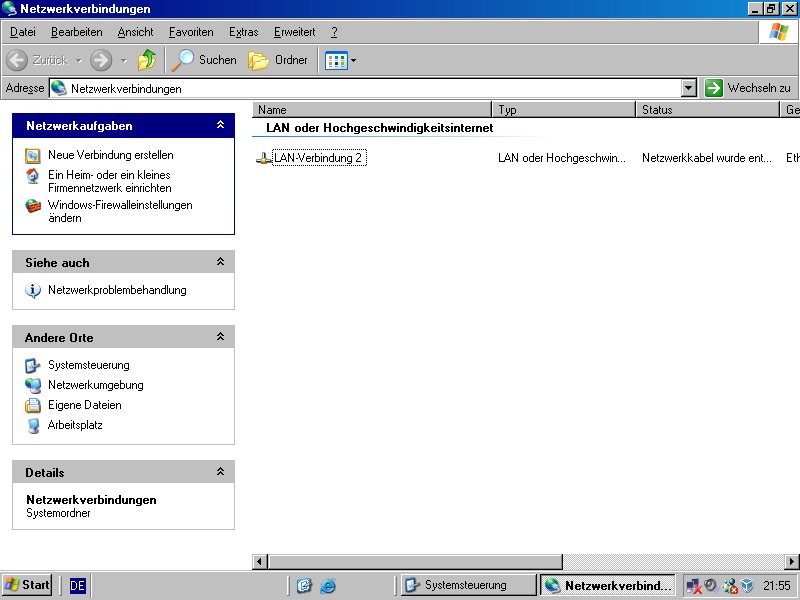 Netzwerkverbindungen
Datei Bearbeiten Ansicht Favoriten Extras Erweitert ?
Zurück Suchen Ordner
Adresse Netzwerkverbindungen Wechseln zu
Netzwerkaufgaben
Neue Verbindung erstellen
Ein Heim- oder ein kleines
Firmennetzwerk einrichten
Windows-Firewalleinstellungen
ändern
Siehe auch
Netzwerkproblembehandlung
Andere Orte
Systemsteuerung
Netzwerkumgebung
Eigene Dateien
Arbeitsplatz
Details
Netzwerkverbindungen
Systemordner
Name Typ Status Ge
LAN oder Hochgeschwindigkeitsinternet
LAN-Verbindung 2 LAN oder Hochgeschwin... Netzwerkkabel wurde ent... Eth
Start DE Systemsteuerung Netzwerkverbind... 21:55